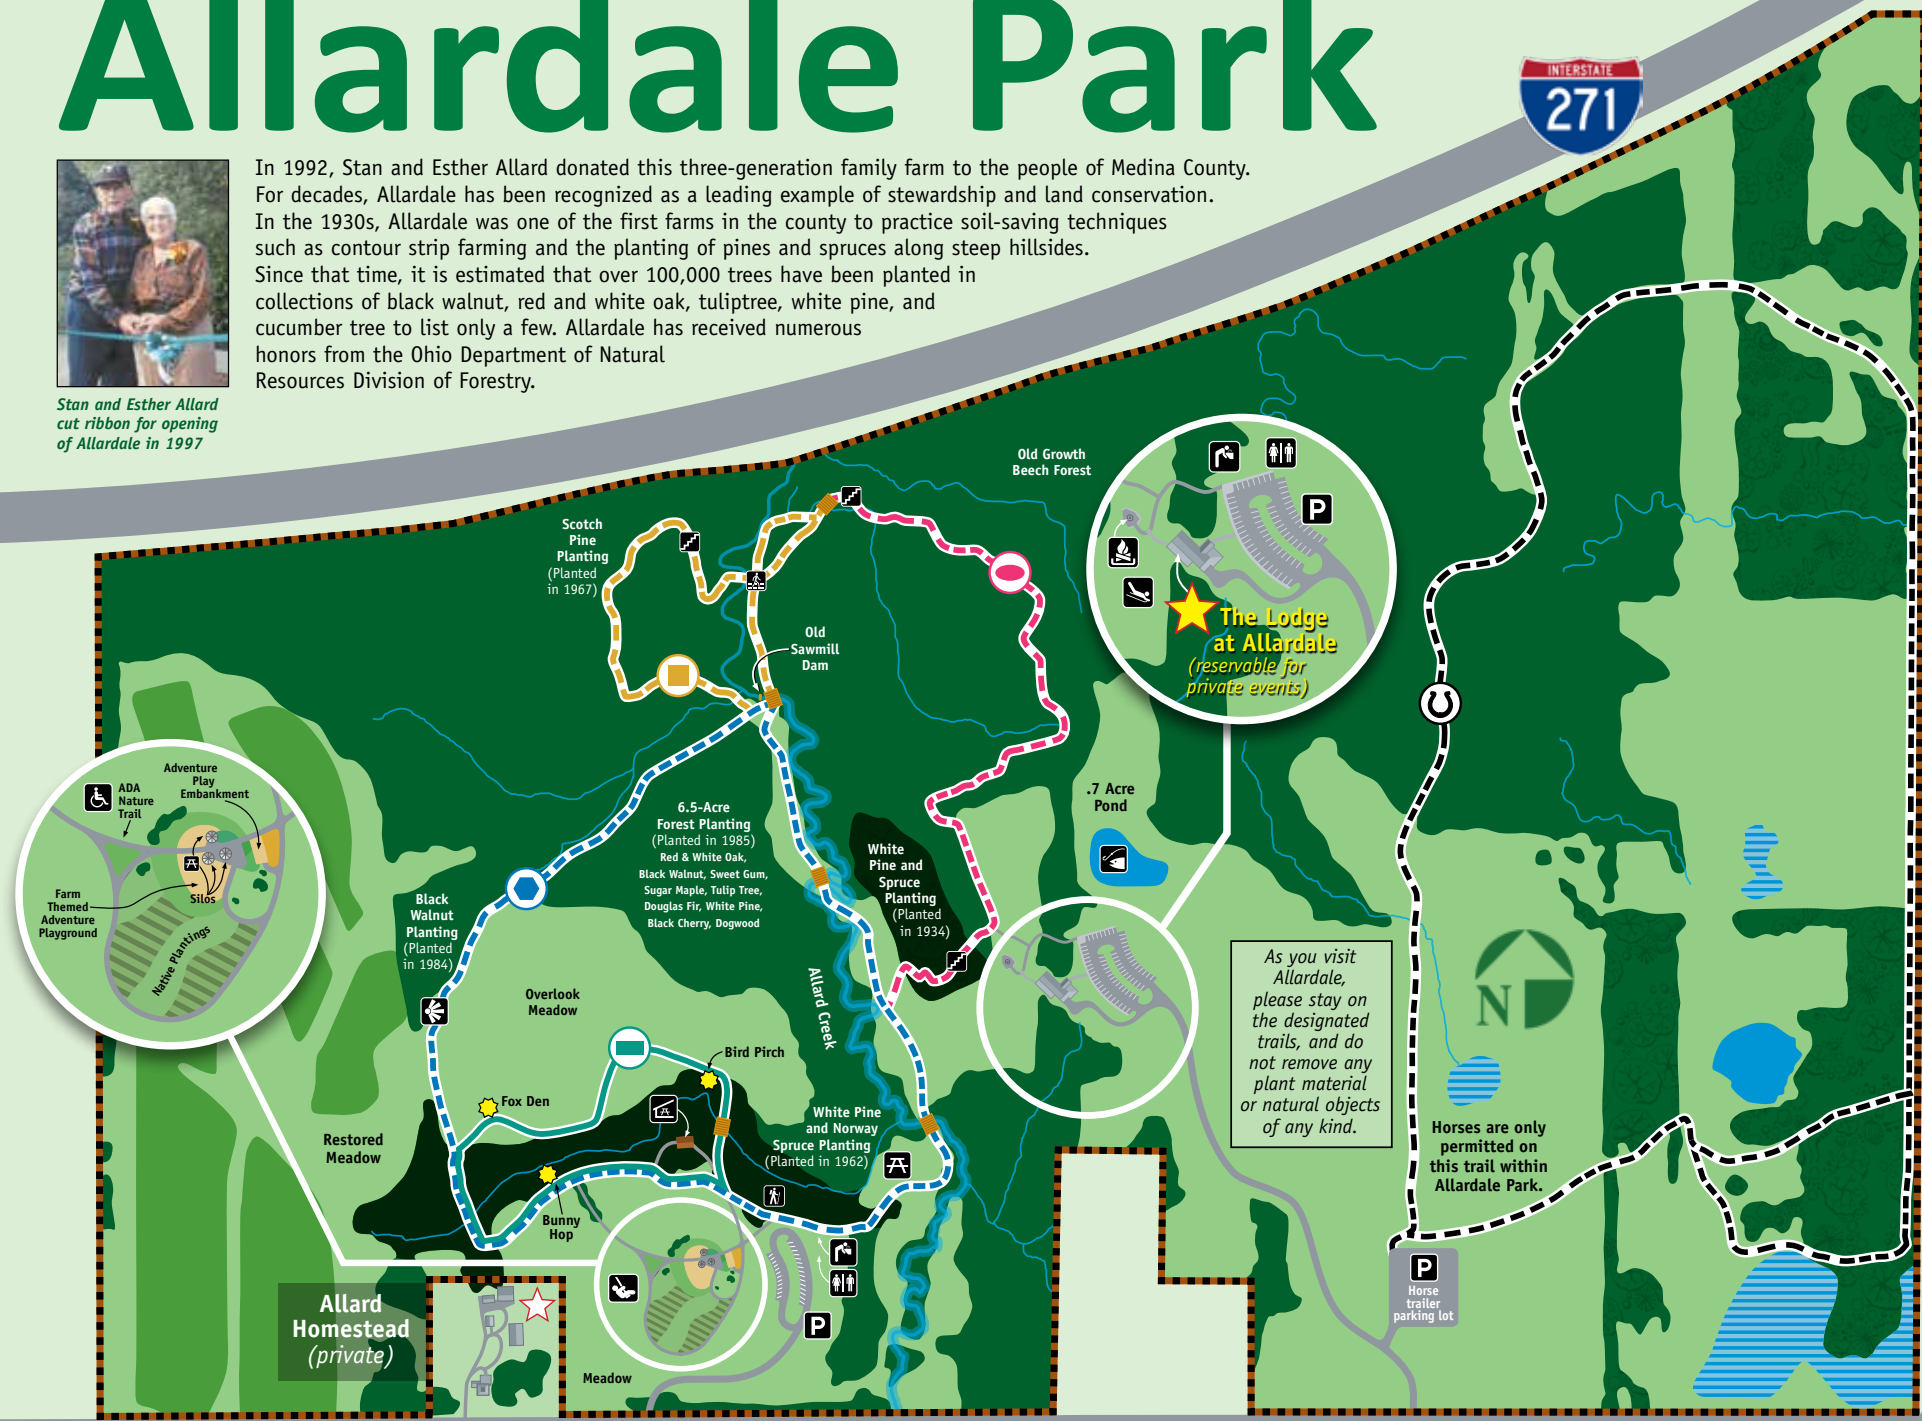 Allardale Park
INTERSTATE
271
In 1992, Stan and Esther Allard donated this three-generation family farm to the people of Medina County.
For decades, Allardale has been recognized as a leading example of stewardship and land conservation.
In the 1930s, Allardale was one of the first farms in the county to practice soil-saving techniques
such as contour strip farming and the planting of pines and spruces along steep hillsides.
Since that time, it is estimated that over 100,000 trees have been planted in
collections of black walnut, red and white oak, tuliptree, white pine, and
cucumber tree to list only a few. Allardale has received numerous
honors from the Ohio Department of Natural
Resources Division of Forestry.
Stan and Esther Allard
cut ribbon for opening
of Allardale in 1997
Old Growth
Beech Forest
P
The Lodge
at Allardale
(reservable for
private events)
Scotch
Pine
Planting
(Planted
in 1967)
Old
Sawmill
Dam
ADA
Nature
Trail
Adventure
Play
Embankment
Farm
Themed
Adventure
Playground
Silos
Native Plantings
6.5-Acre
Forest Planting
(Planted in 1985)
Red & White Oak,
Black Walnut, Sweet Gum,
Sugar Maple, Tulip Tree,
Douglas Fir, White Pine,
Black Cherry, Dogwood
White
Pine and
Spruce
Planting
(Planted
in 1934)
.7 Acre
Pond
Black
Walnut
Planting
(Planted
in 1984)
Overlook
Meadow
Allard Creek
As you visit
Allardale,
please stay on
the designated
trails, and do
not remove any
plant material
or natural objects
of any kind.
N
Bird Pirch
Fox Den
Restored
Meadow
White Pine
and Norway
Spruce Planting
(Planted in 1962)
Horses are only
permitted on
this trail within
Allardale Park.
Bunny
Hop
P
Horse
trailer
parking lot
Allard
Homestead
(private)
P
Meadow